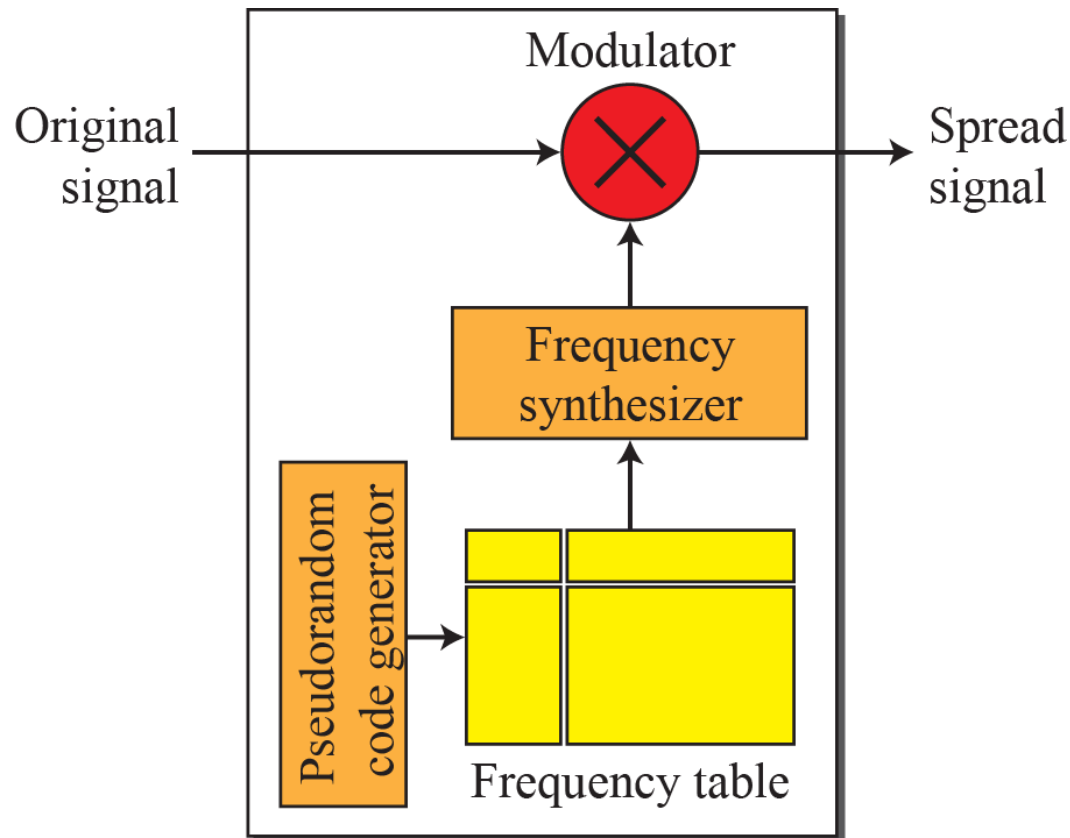 Modulator
Original
signal
Spread
signal
Frequency
synthesizer
Pseudorandom
code generator
Frequency table